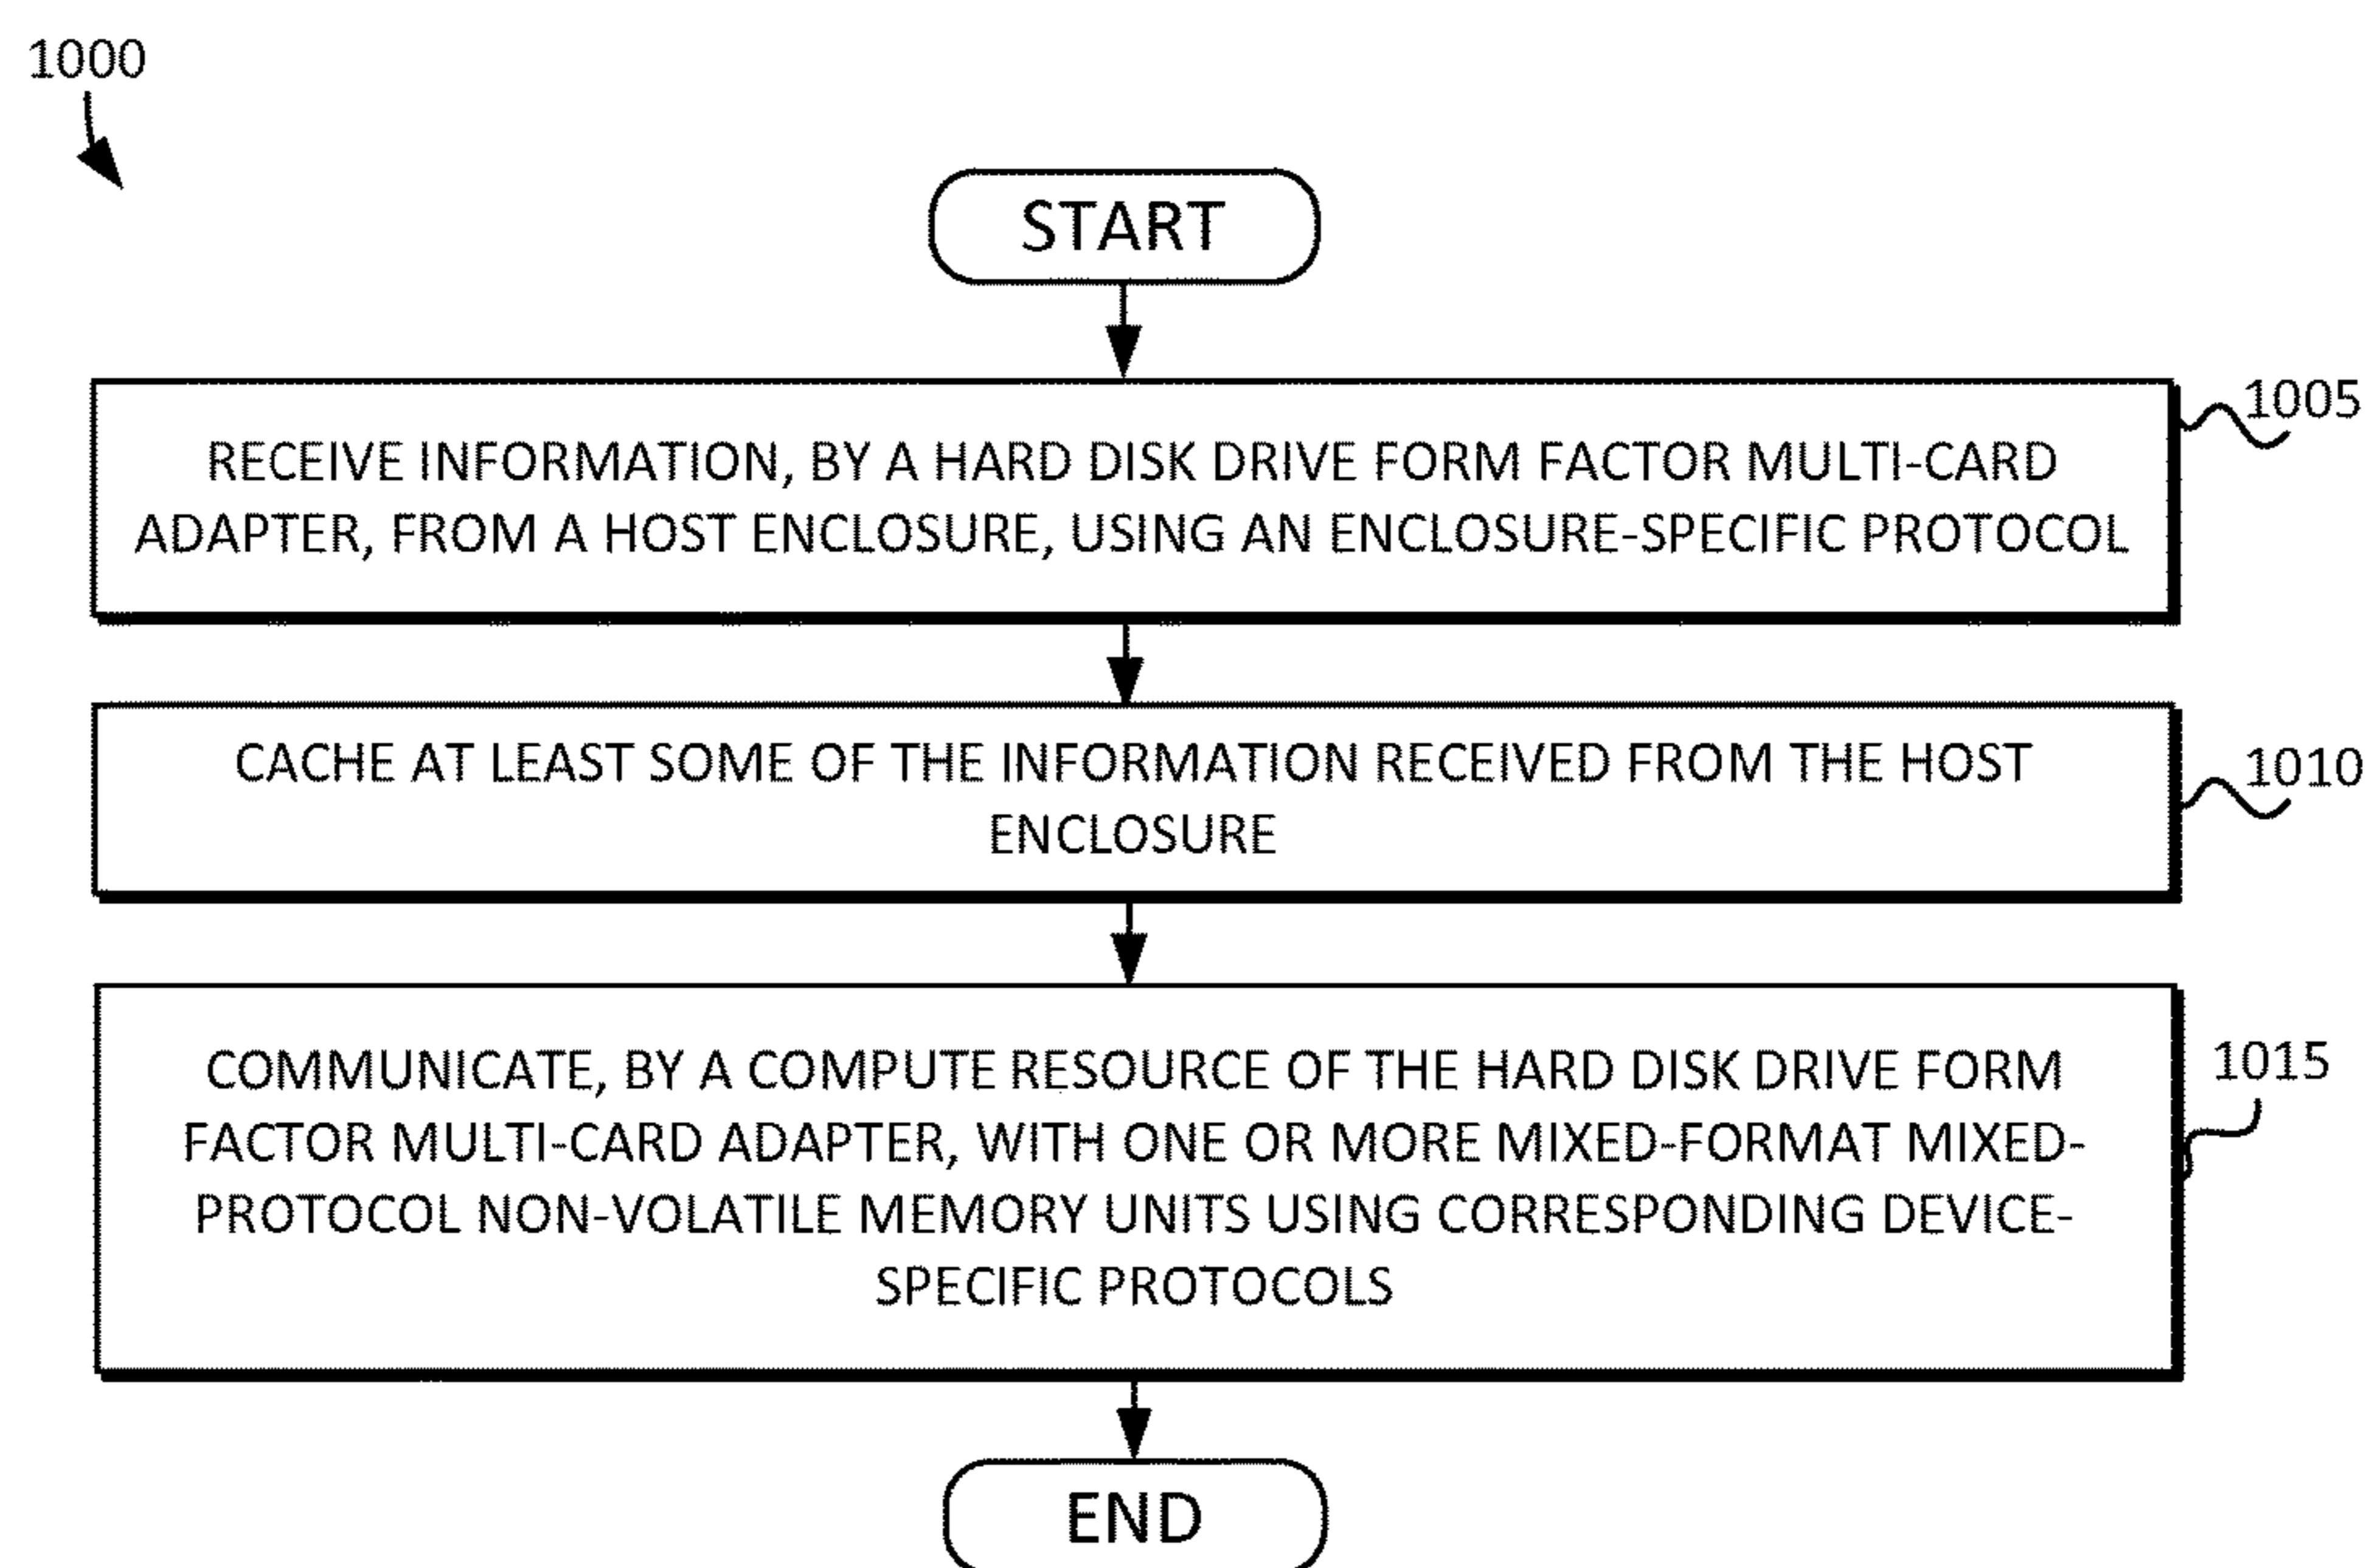 1000
START
RECEIVE INFORMATION, BY A HARD DISK DRIVE FORM FACTOR MULTI-CARD
ADAPTER, FROM A HOST ENCLOSURE, USING AN ENCLOSURE-SPECIFIC PROTOCOL
1005
CACHE AT LEAST SOME OF THE INFORMATION RECEIVED FROM THE HOST
ENCLOSURE
1010
COMMUNICATE, BY A COMPUTE RESOURCE OF THE HARD DISK DRIVE FORM
FACTOR MULTI-CARD ADAPTER, WITH ONE OR MORE MIXED-FORMAT MIXED-
PROTOCOL NON-VOLATILE MEMORY UNITS USING CORRESPONDING DEVICE-
SPECIFIC PROTOCOLS
1015
END